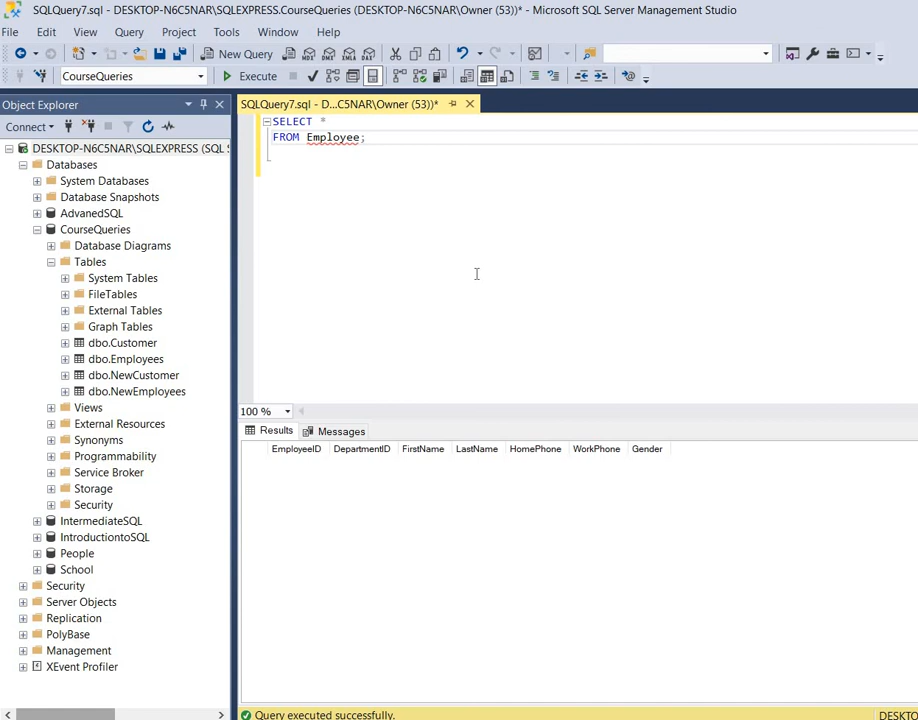 SQLQuery7.sql - DESKTOP-N6C5NAR\SQLEXPRESS.CourseQueries (DESKTOP-N6C5NAR\Owner (53))* - Microsoft SQL Server Management Studio
File Edit View Query Project Tools Window Help
New Query
CourseQueries Execute
Object Explorer
SQLQuery7.sql - D...C5NAR\Owner (53))*
Connect
SELECT *
FROM Employee;
DESKTOP-N6C5NAR\SQLEXPRESS (SQL S
Databases
System Databases
Database Snapshots
AdvanedSQL
CourseQueries
Database Diagrams
Tables
System Tables
FileTables
External Tables
Graph Tables
dbo.Customer
dbo.Employees
dbo.NewCustomer
dbo.NewEmployees
Views
External Resources
Synonyms
Programmability
Service Broker
Storage
Security
IntermediateSQL
IntroductiontoSQL
People
School
Security
Server Objects
Replication
PolyBase
Management
XEvent Profiler
100 %
Results Messages
EmployeeID DepartmentID FirstName LastName HomePhone WorkPhone Gender
Query executed successfully. DESKTO